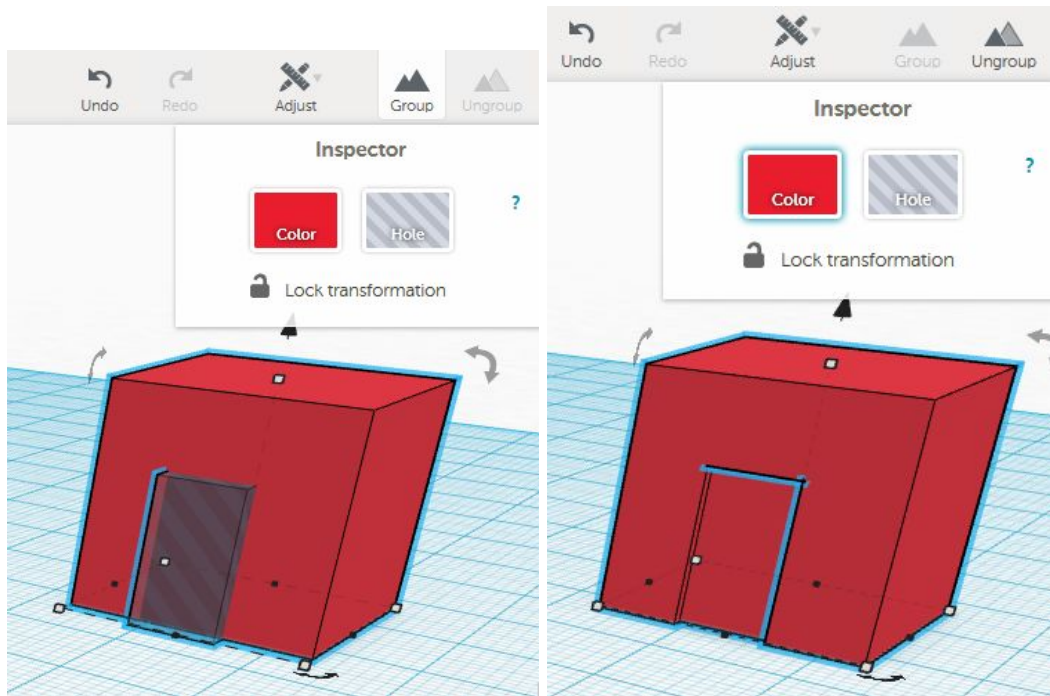 Undo Redo Adjust Group Ungroup
Inspector
Color Hole ?
Lock transformation
Undo Redo Adjust Group Ungroup
Inspector
Color Hole ?
Lock transformation